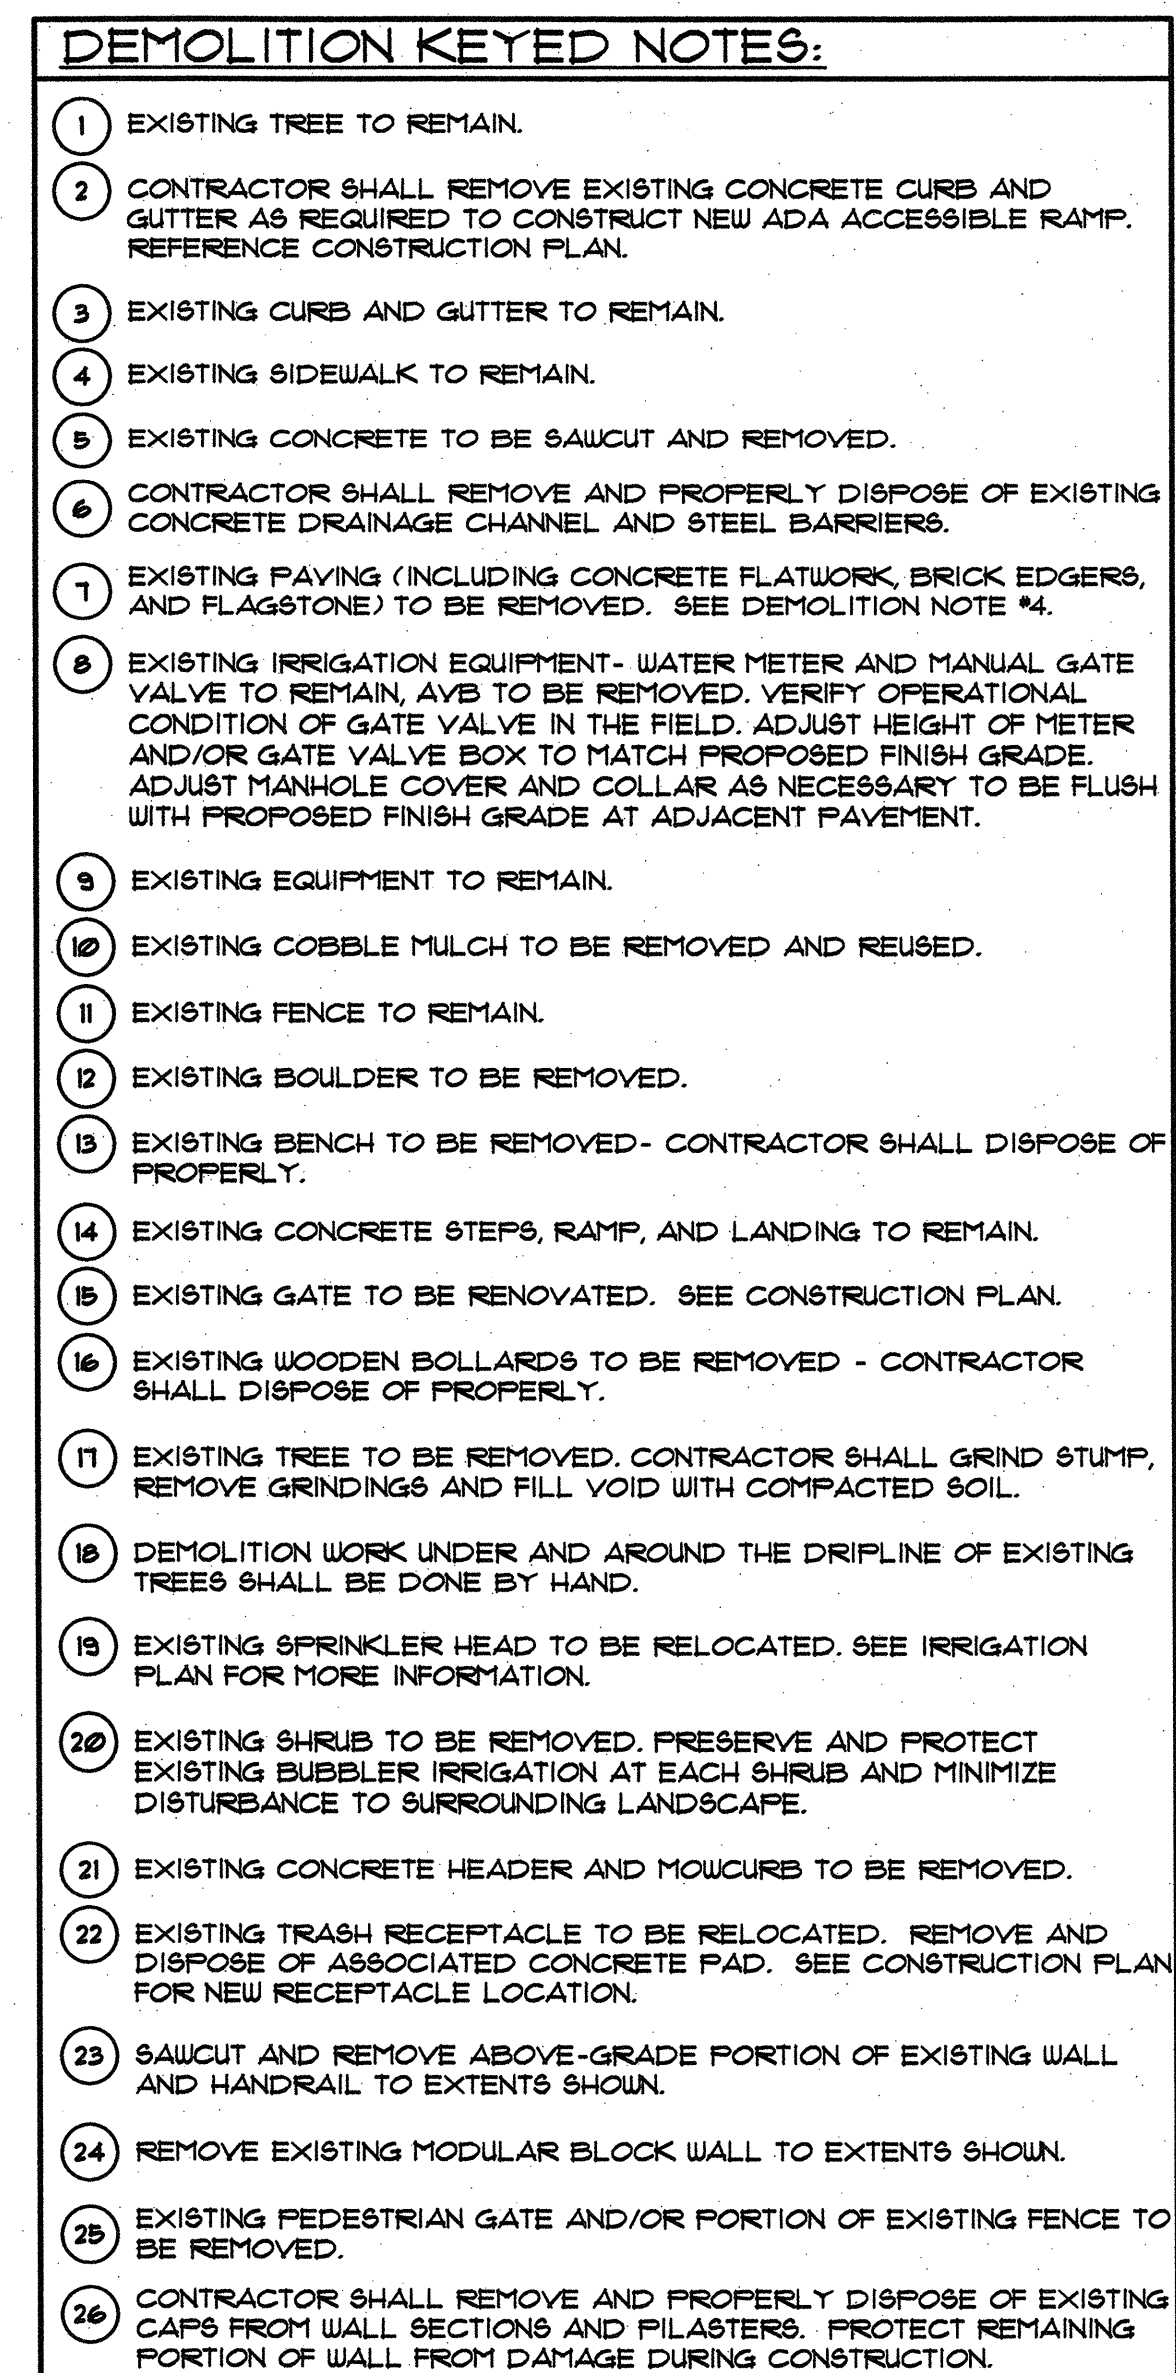 DEMOLITION KEYED NOTES:
1 EXISTING TREE TO REMAIN.
2 CONTRACTOR SHALL REMOVE EXISTING CONCRETE CURB AND
GUTTER AS REQUIRED TO CONSTRUCT NEW ADA ACCESSIBLE RAMP.
REFERENCE CONSTRUCTION PLAN.
3 EXISTING CURB AND GUTTER TO REMAIN.
4 EXISTING SIDEWALK TO REMAIN.
5 EXISTING CONCRETE TO BE SAWCUT AND REMOVED.
6 CONTRACTOR SHALL REMOVE AND PROPERLY DISPOSE OF EXISTING
CONCRETE DRAINAGE CHANNEL AND STEEL BARRIERS.
7 EXISTING PAVING (INCLUDING CONCRETE FLATWORK, BRICK EDGERS,
AND FLAGSTONE) TO BE REMOVED. SEE DEMOLITION NOTE #4.
8 EXISTING IRRIGATION EQUIPMENT- WATER METER AND MANUAL GATE
VALVE TO REMAIN, AVB TO BE REMOVED. VERIFY OPERATIONAL
CONDITION OF GATE VALVE IN THE FIELD. ADJUST HEIGHT OF METER
AND/OR GATE VALVE BOX TO MATCH PROPOSED FINISH GRADE.
ADJUST MANHOLE COVER AND COLLAR AS NECESSARY TO BE FLUSH
WITH PROPOSED FINISH GRADE AT ADJACENT PAVEMENT.
9 EXISTING EQUIPMENT TO REMAIN.
10 EXISTING COBBLE MULCH TO BE REMOVED AND REUSED.
11 EXISTING FENCE TO REMAIN.
12 EXISTING BOULDER TO BE REMOVED.
13 EXISTING BENCH TO BE REMOVED- CONTRACTOR SHALL DISPOSE OF
PROPERLY.
14 EXISTING CONCRETE STEPS, RAMP, AND LANDING TO REMAIN.
15 EXISTING GATE TO BE RENOVATED. SEE CONSTRUCTION PLAN.
16 EXISTING WOODEN BOLLARDS TO BE REMOVED - CONTRACTOR
SHALL DISPOSE OF PROPERLY.
17 EXISTING TREE TO BE REMOVED. CONTRACTOR SHALL GRIND STUMP,
REMOVE GRINDINGS AND FILL VOID WITH COMPACTED SOIL.
18 DEMOLITION WORK UNDER AND AROUND THE DRIPLINE OF EXISTING
TREES SHALL BE DONE BY HAND.
19 EXISTING SPRINKLER HEAD TO BE RELOCATED. SEE IRRIGATION
PLAN FOR MORE INFORMATION.
20 EXISTING SHRUB TO BE REMOVED. PRESERVE AND PROTECT
EXISTING BUBBLER IRRIGATION AT EACH SHRUB AND MINIMIZE
DISTURBANCE TO SURROUNDING LANDSCAPE.
21 EXISTING CONCRETE HEADER AND MOWCURB TO BE REMOVED.
22 EXISTING TRASH RECEPTACLE TO BE RELOCATED. REMOVE AND
DISPOSE OF ASSOCIATED CONCRETE PAD. SEE CONSTRUCTION PLAN
FOR NEW RECEPTACLE LOCATION.
23 SAWCUT AND REMOVE ABOVE-GRADE PORTION OF EXISTING WALL
AND HANDRAIL TO EXTENTS SHOWN.
24 REMOVE EXISTING MODULAR BLOCK WALL TO EXTENTS SHOWN.
25 EXISTING PEDESTRIAN GATE AND/OR PORTION OF EXISTING FENCE TO
BE REMOVED.
26 CONTRACTOR SHALL REMOVE AND PROPERLY DISPOSE OF EXISTING
CAPS FROM WALL SECTIONS AND PILASTERS. PROTECT REMAINING
PORTION OF WALL FROM DAMAGE DURING CONSTRUCTION.